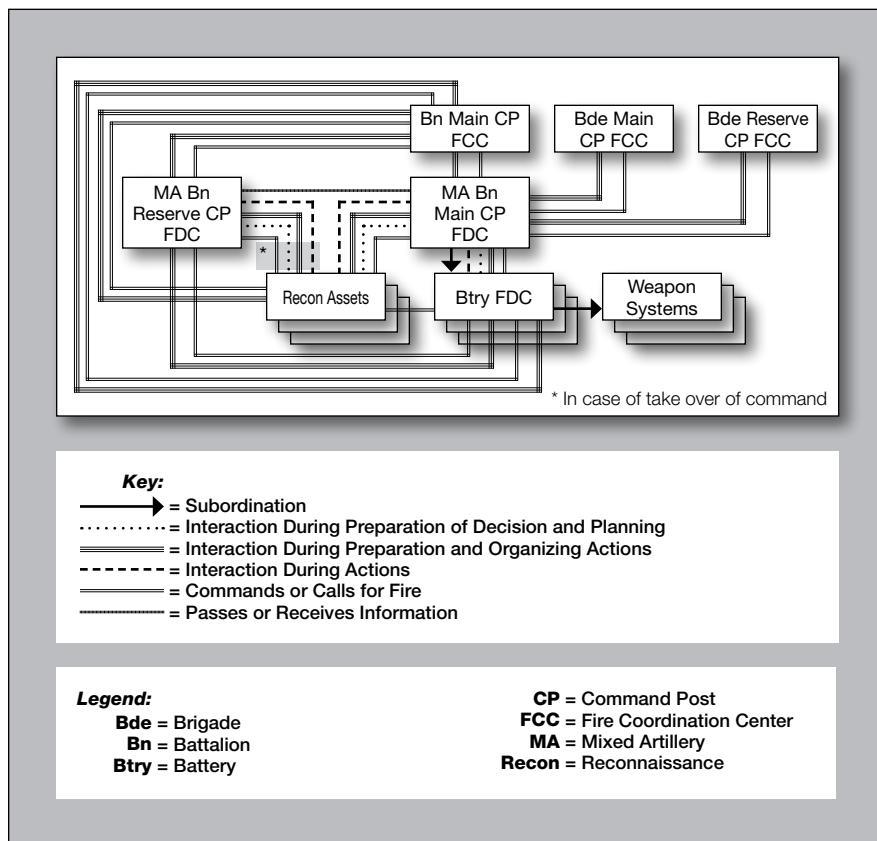 Bn Main CP
FCC
Bde Main
CP FCC
Bde Reserve
CP FCC
MA Bn
Reserve CP
FDC
MA Bn
Main CP
FDC
*
Recon Assets
Btry FDC
Weapon
Systems
* In case of take over of command
Key:
= Subordination
= Interaction During Preparation of Decision and Planning
= Interaction During Preparation and Organizing Actions
= Interaction During Actions
= Commands or Calls for Fire
= Passes or Receives Information
Legend:
Bde = Brigade
Bn = Battalion
Btry = Battery
CP = Command Post
FCC = Fire Coordination Center
MA = Mixed Artillery
Recon = Reconnaissance